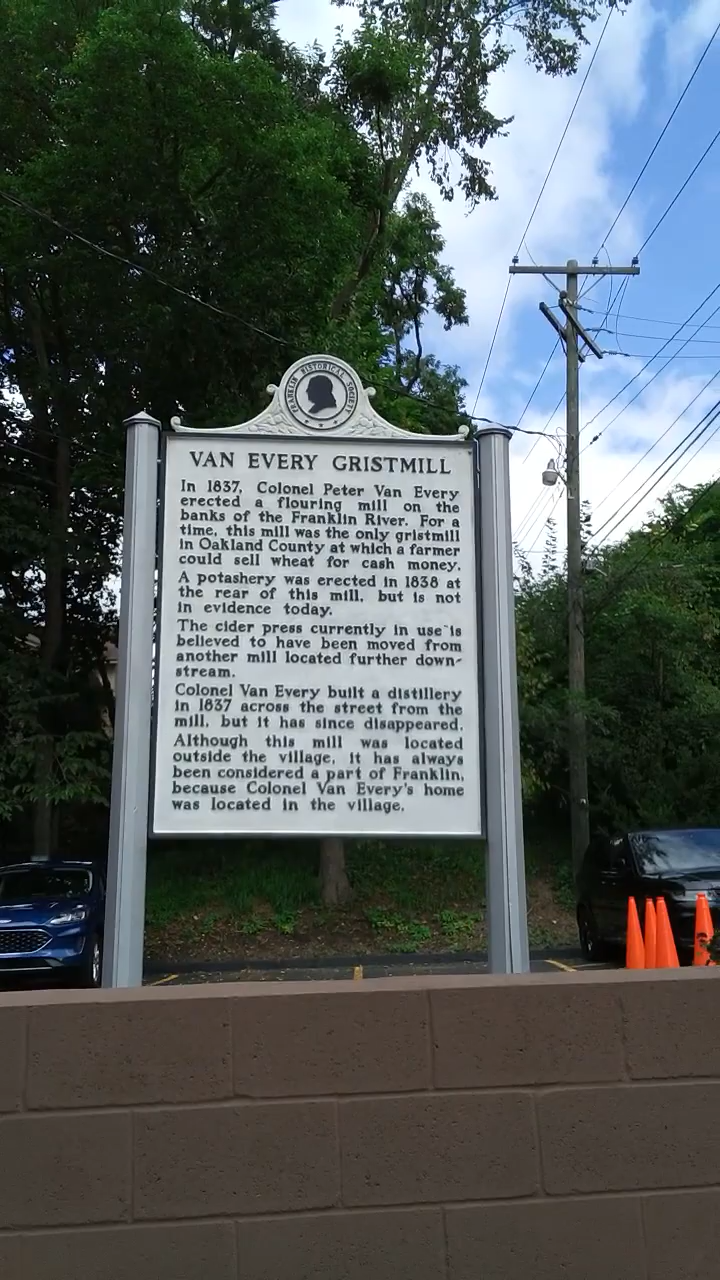 FRANKLIN HISTORICAL SOCIETY
VAN EVERY GRISTMILL
In 1837, Colonel Peter Van Every
erected a flouring mill on the
banks of the Franklin River. For a
time, this mill was the only gristmill
in Oakland County at which a farmer
could sell wheat for cash money.
A potashery was erected in 1838 at
the rear of this mill, but is not
in evidence today.
The cider press currently in use is
believed to have been moved from
another mill located further down-
stream.
Colonel Van Every built a distillery
in 1837 across the street from the
mill, but it has since disappeared.
Although this mill was located
outside the village, it has always
been considered a part of Franklin,
because Colonel Van Every's home
was located in the village.